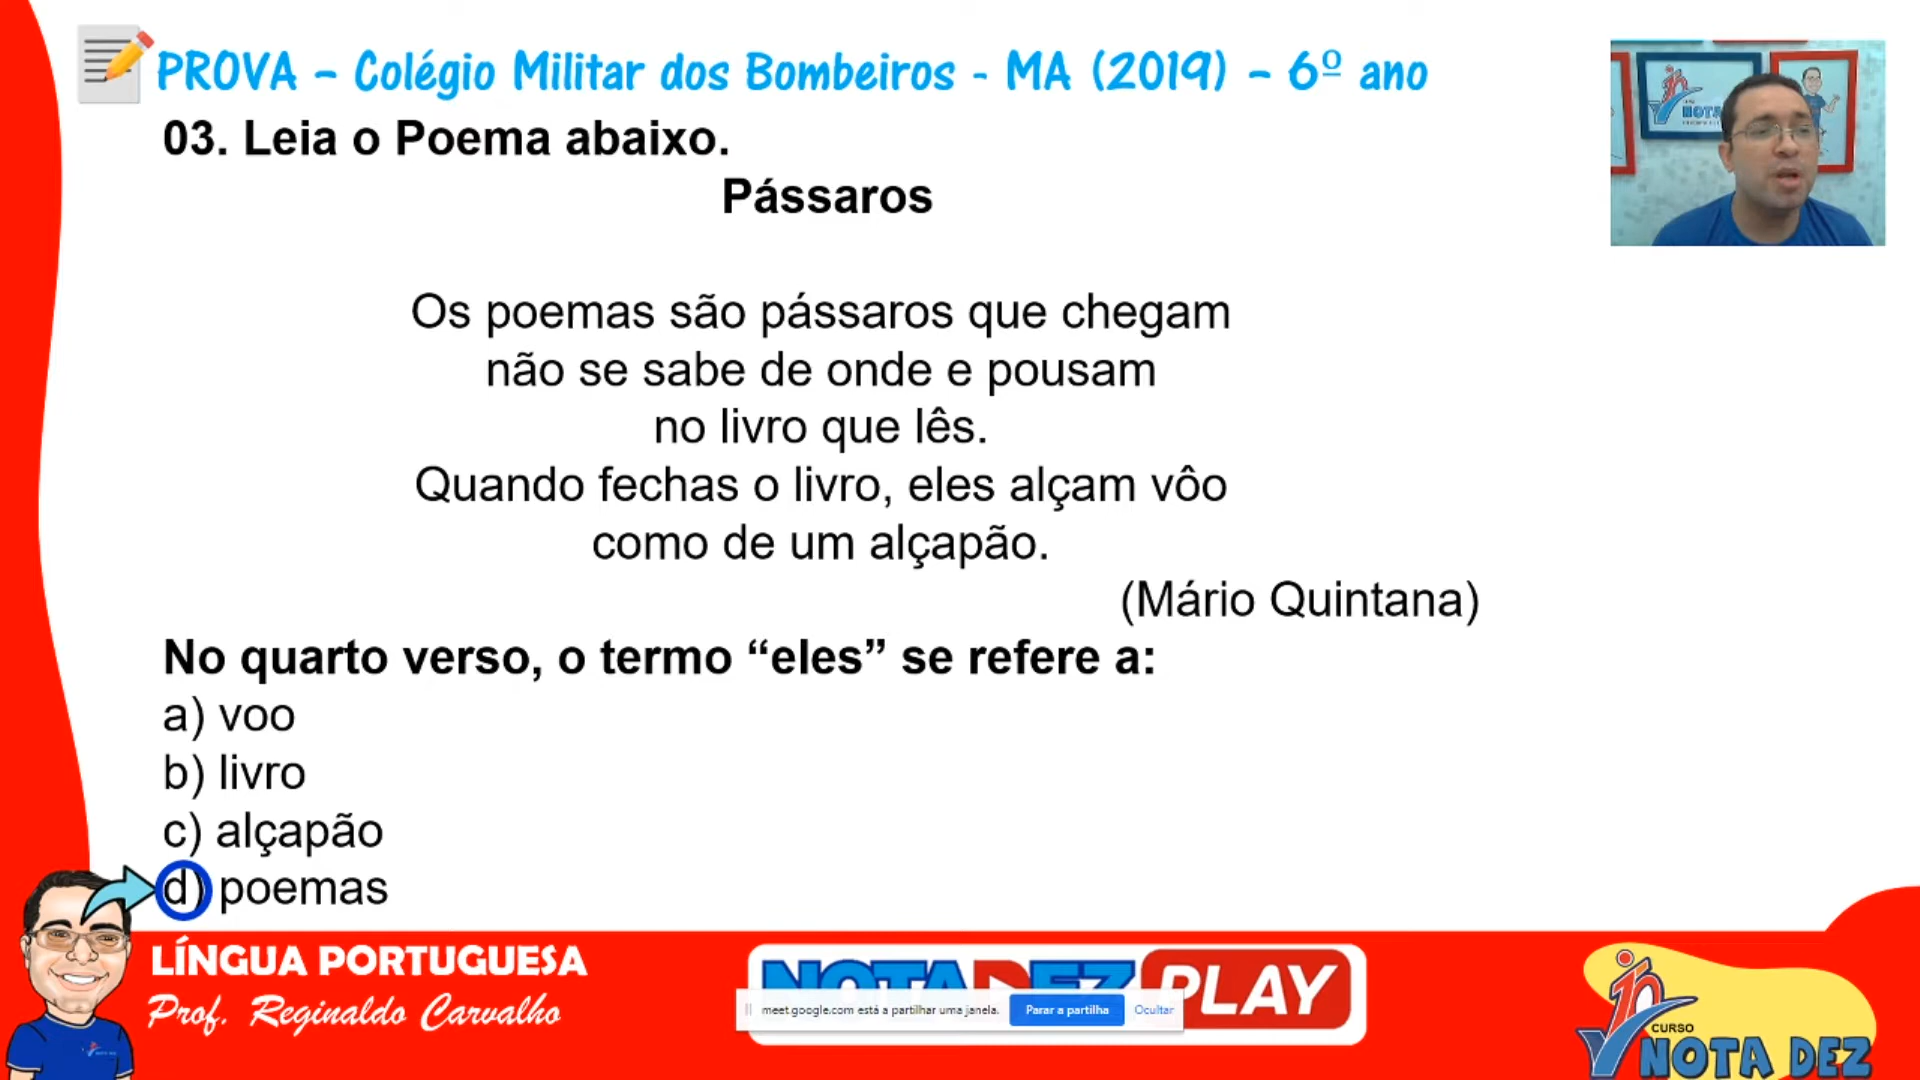 PROVA – Colégio Militar dos Bombeiros - MA (2019) – 6º ano
03. Leia o Poema abaixo.
Pássaros
Os poemas são pássaros que chegam
não se sabe de onde e pousam
no livro que lês.
Quando fechas o livro, eles alçam vôo
como de um alçapão.
(Mário Quintana)
No quarto verso, o termo “eles” se refere a:
a) voo
b) livro
c) alçapão
d) poemas
LÍNGUA PORTUGUESA
Prof. Reginaldo Carvalho
NOTA DEZ PLAY
meet.google.com está a partilhar uma janela.
Parar a partilha
Ocultar
CURSO
NOTA DEZ